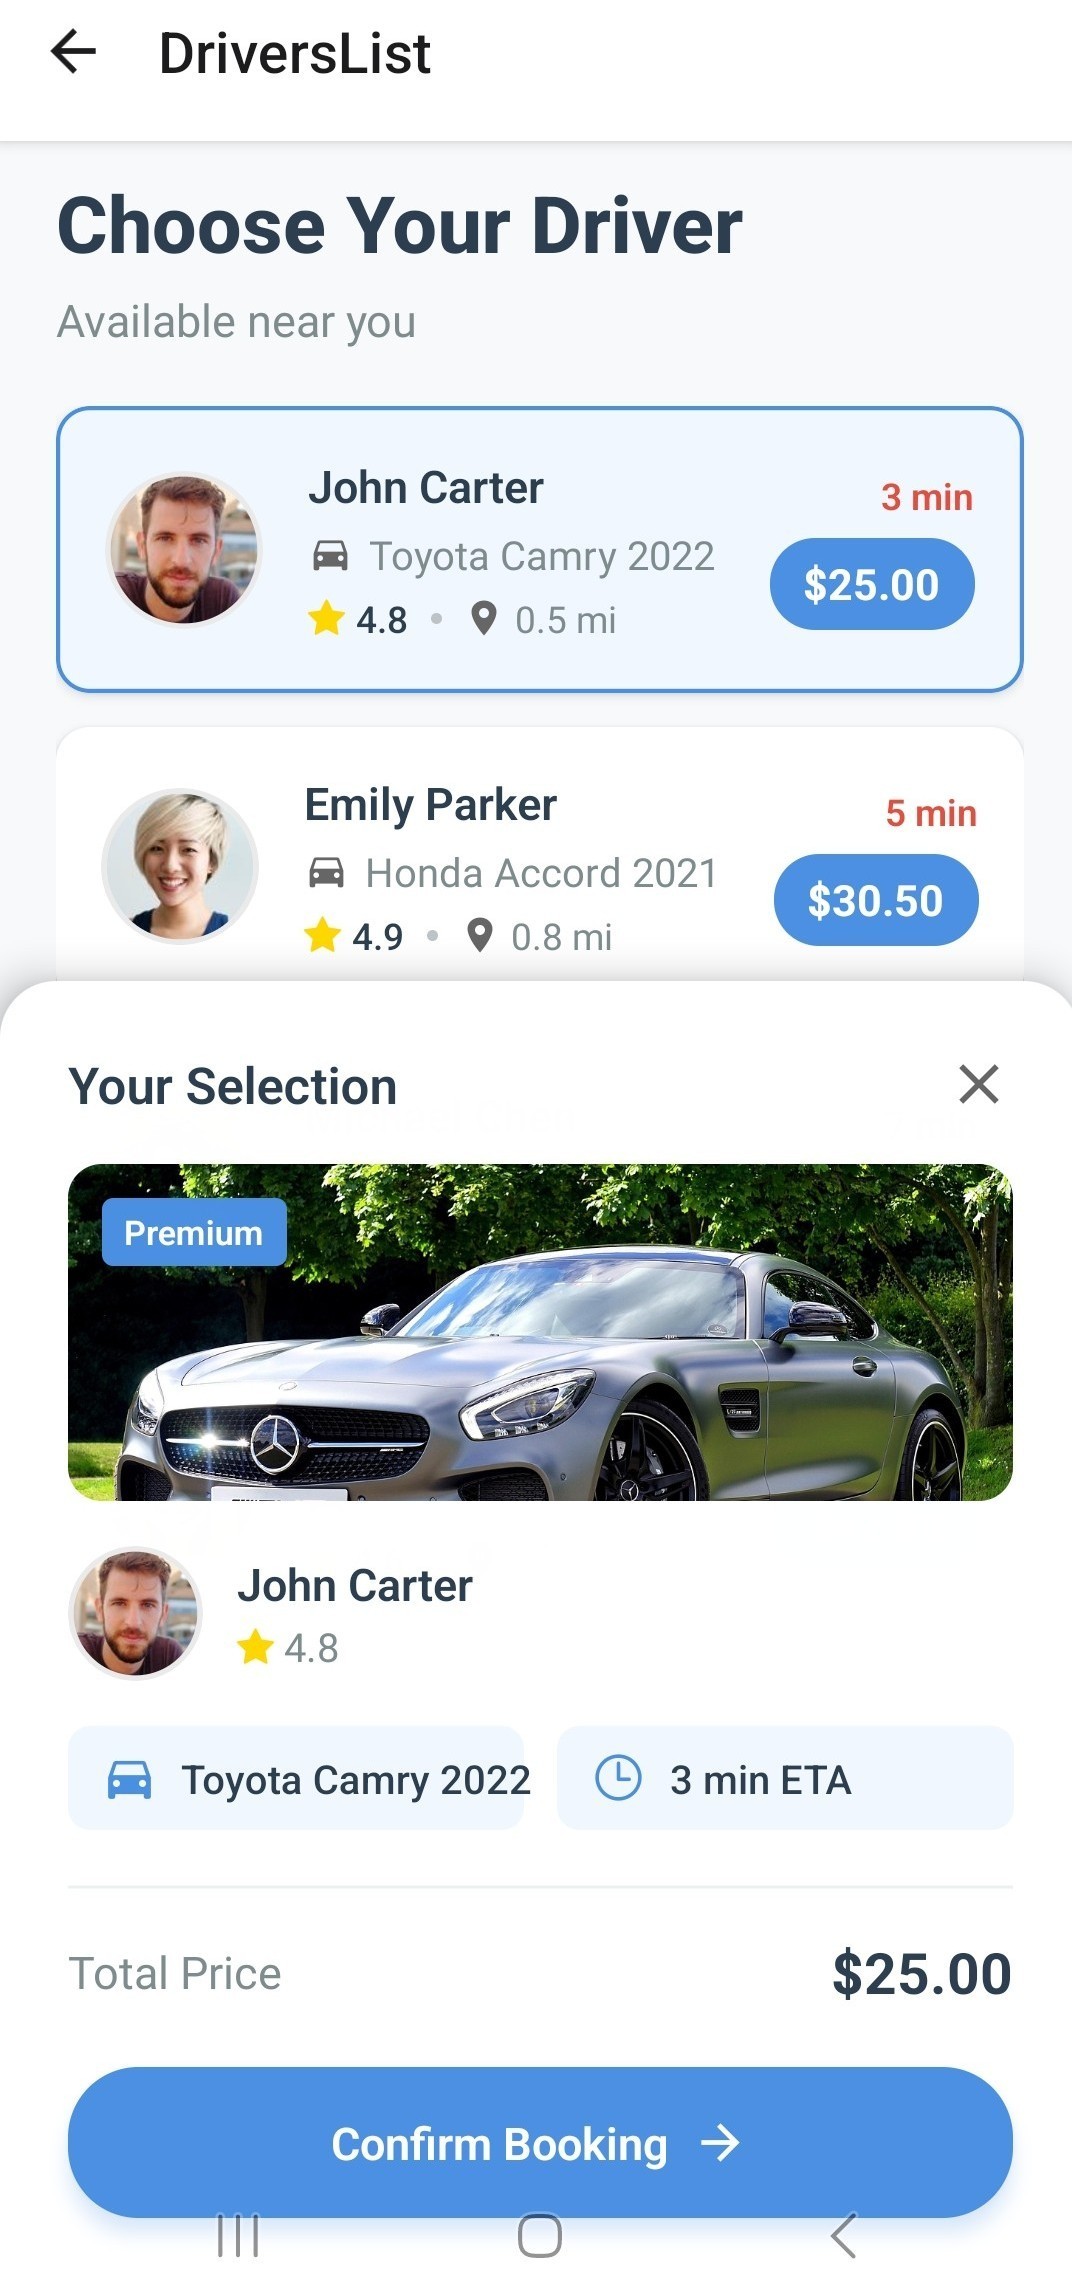 DriversList
Choose Your Driver
Available near you
John Carter
3 min
Toyota Camry 2022
$25.00
4.8 • 0.5 mi
Emily Parker
5 min
Honda Accord 2021
$30.50
4.9 • 0.8 mi
Your Selection
Premium
John Carter
4.8
Toyota Camry 2022
3 min ETA
Total Price
$25.00
Confirm Booking